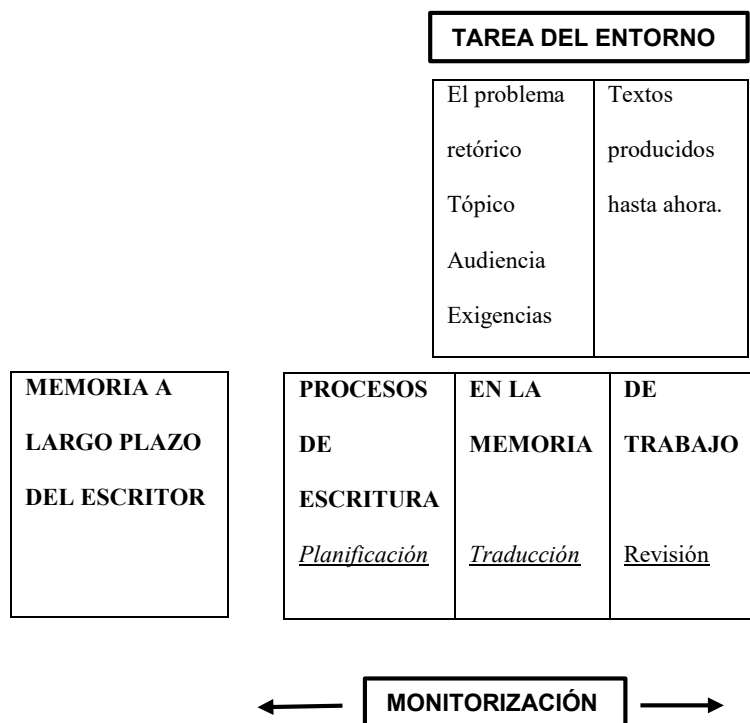 TAREA DEL ENTORNO
El problema
retórico
Tópico
Audiencia
Exigencias
Textos
producidos
hasta ahora.
MEMORIA A
LARGO PLAZO
DEL ESCRITOR
PROCESOS
DE
ESCRITURA
Planificación
EN LA
MEMORIA
Traducción
DE
TRABAJO
Revisión
MONITORIZACIÓN